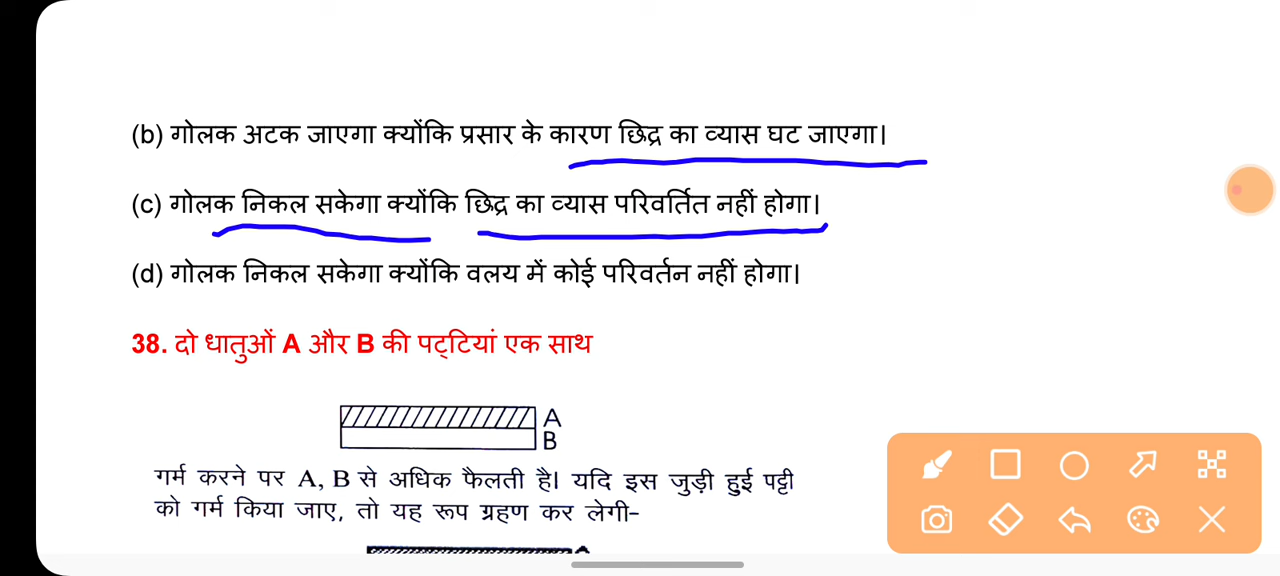 (b) गोलक अटक जाएगा क्योंकि प्रसार के कारण छिद्र का व्यास घट जाएगा।
(c) गोलक निकल सकेगा क्योंकि छिद्र का व्यास परिवर्तित नहीं होगा।
(d) गोलक निकल सकेगा क्योंकि वलय में कोई परिवर्तन नहीं होगा।
38. दो धातुओं A और B की पट्टियां एक साथ
A
B
गर्म करने पर A, B से अधिक फैलती है। यदि इस जुड़ी हुई पट्टी
को गर्म किया जाए, तो यह रूप ग्रहण कर लेगी-